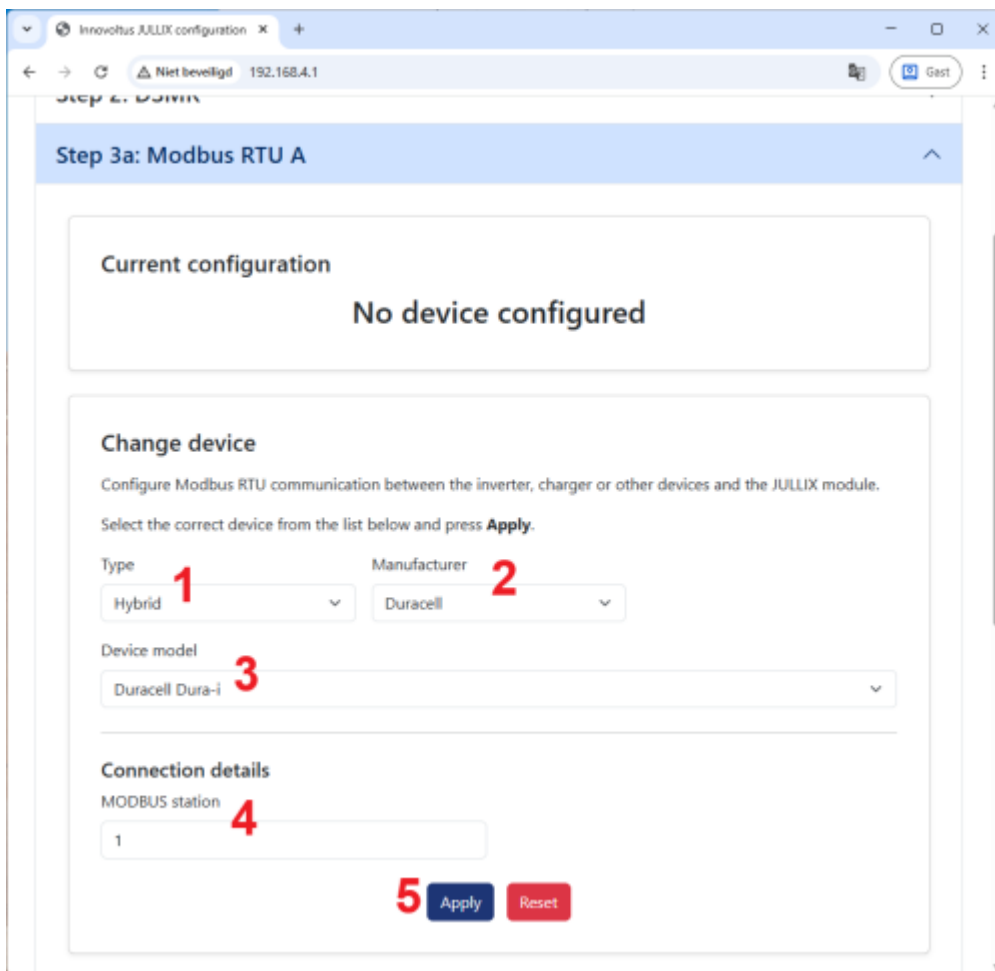 Innovoltus JULLIX configuration
Niet beveiligd 192.168.4.1 Gast
Step 2: DSMR
Step 3a: Modbus RTU A
Current configuration
No device configured
Change device
Configure Modbus RTU communication between the inverter, charger or other devices and the JULLIX module.
Select the correct device from the list below and press Apply.
Type Manufacturer
1 2
Hybrid Duracell
Device model
3
Duracell Dura-i
Connection details
MODBUS station
4
1
5 Apply Reset